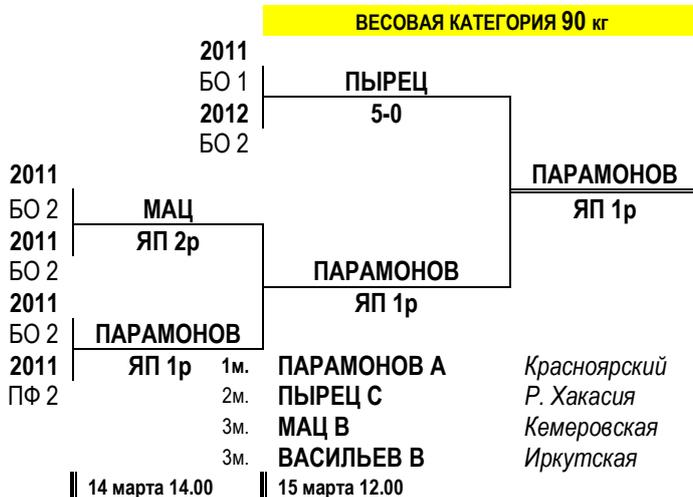 ВЕСОВАЯ КАТЕГОРИЯ 90 кг
2011
БО 1
ПЫРЕЦ
2012
5-0
БО 2
2011
ПАРАМОНОВ
БО 2
МАЦ
ЯП 1р
2011
ЯП 2р
БО 2
ПАРАМОНОВ
2011
ЯП 1р
БО 2
ПАРАМОНОВ
2011
ЯП 1р
1м. ПАРАМОНОВ А Красноярский
ПФ 2
2м. ПЫРЕЦ С Р. Хакасия
3м. МАЦ В Кемеровская
3м. ВАСИЛЬЕВ В Иркутская
14 марта 14.00
15 марта 12.00